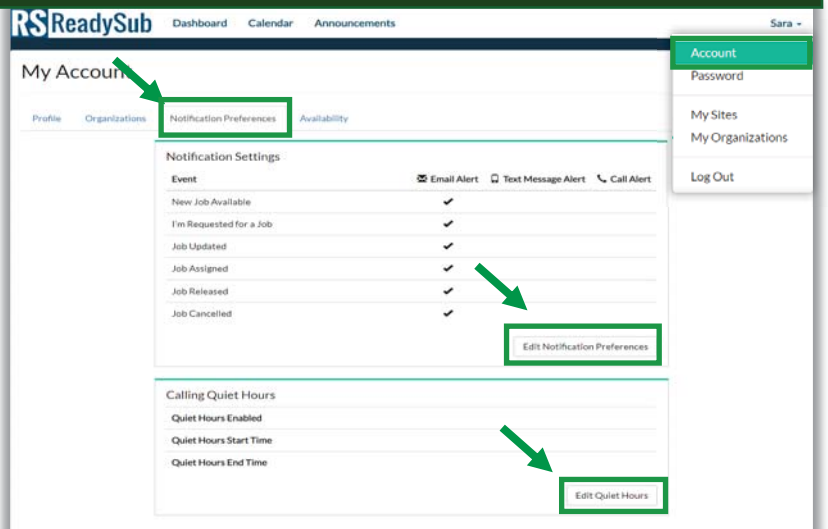 RS ReadySub Dashboard Calendar Announcements Sara
Account
My Account
Password
Profile Organizations Notification Preferences Availability
My Sites
My Organizations
Log Out
Notification Settings
Event Email Alert Text Message Alert Call Alert
New Job Available
I'm Requested for a Job
Job Updated
Job Assigned
Job Released
Job Cancelled
Edit Notification Preferences
Calling Quiet Hours
Quiet Hours Enabled
Quiet Hours Start Time
Quiet Hours End Time
Edit Quiet Hours